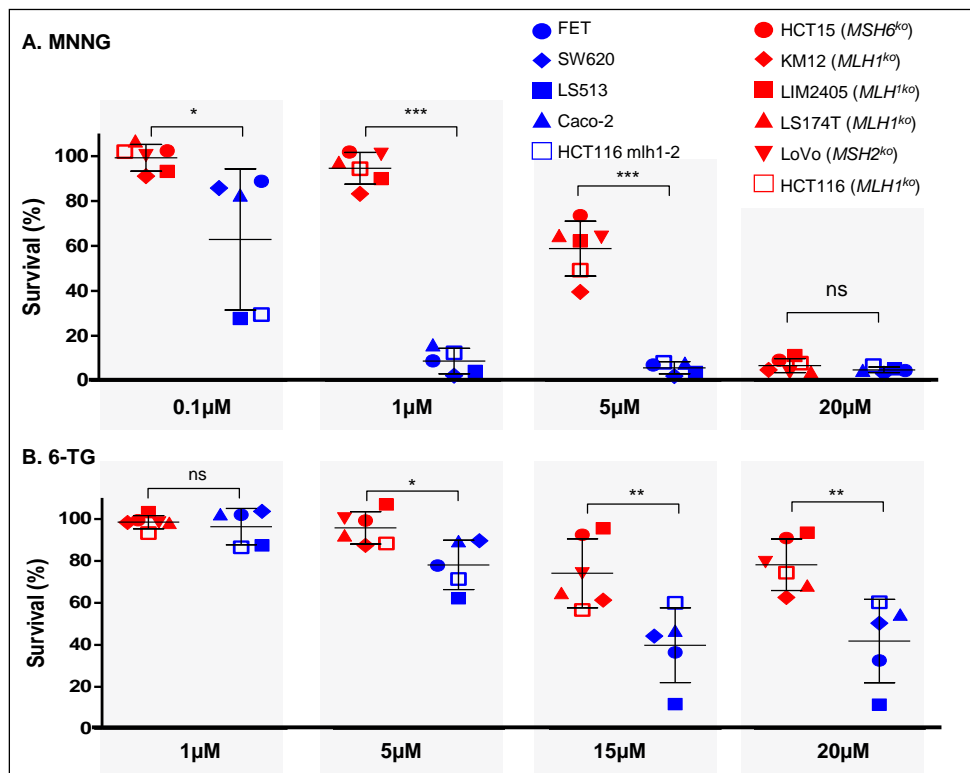 A. MNNG
FET
SW620
LS513
Caco-2
HCT116 mlh1-2
HCT15 (MSH6ko)
KM12 (MLH1ko)
LIM2405 (MLH1ko)
LS174T (MLH1ko)
LoVo (MSH2ko)
HCT116 (MLH1ko)
*
***
***
ns
Survival (%)
100
80
60
40
20
0
0.1µM
1µM
5µM
20µM
B. 6-TG
ns
*
**
**
Survival (%)
100
80
60
40
20
0
1µM
5µM
15µM
20µM